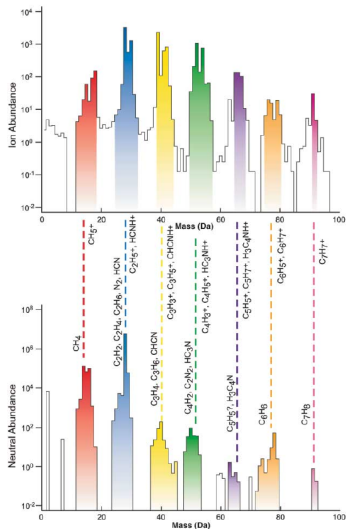 10⁴
10³
10²
10¹
10⁰
10⁻¹
10⁻²
Ion Abundance
0
20
40
60
80
100
Mass (Da)
CH₅+
C₂H₅+, HCNH+
C₃H₃+, C₃H₅+, CHCNH+
C₄H₃+, C₄H₅+, HC₃NH+
C₅H₅+, C₅H₇+, H₃C₄NH+
C₆H₅+, C₆H₇+
C₇H₇+
CH₄
C₂H₂, C₂H₄, C₂H₆, N₂, HCN
C₂H₄, C₃H₆, CHCN
C₄H₂, C₂N₂, HC₃N
C₅H₅?, H₃C₄N
C₆H₆
C₇H₈
10⁸
10⁶
10⁴
10²
10⁰
10⁻²
Neutral Abundance
0
20
40
60
80
100
Mass (Da)